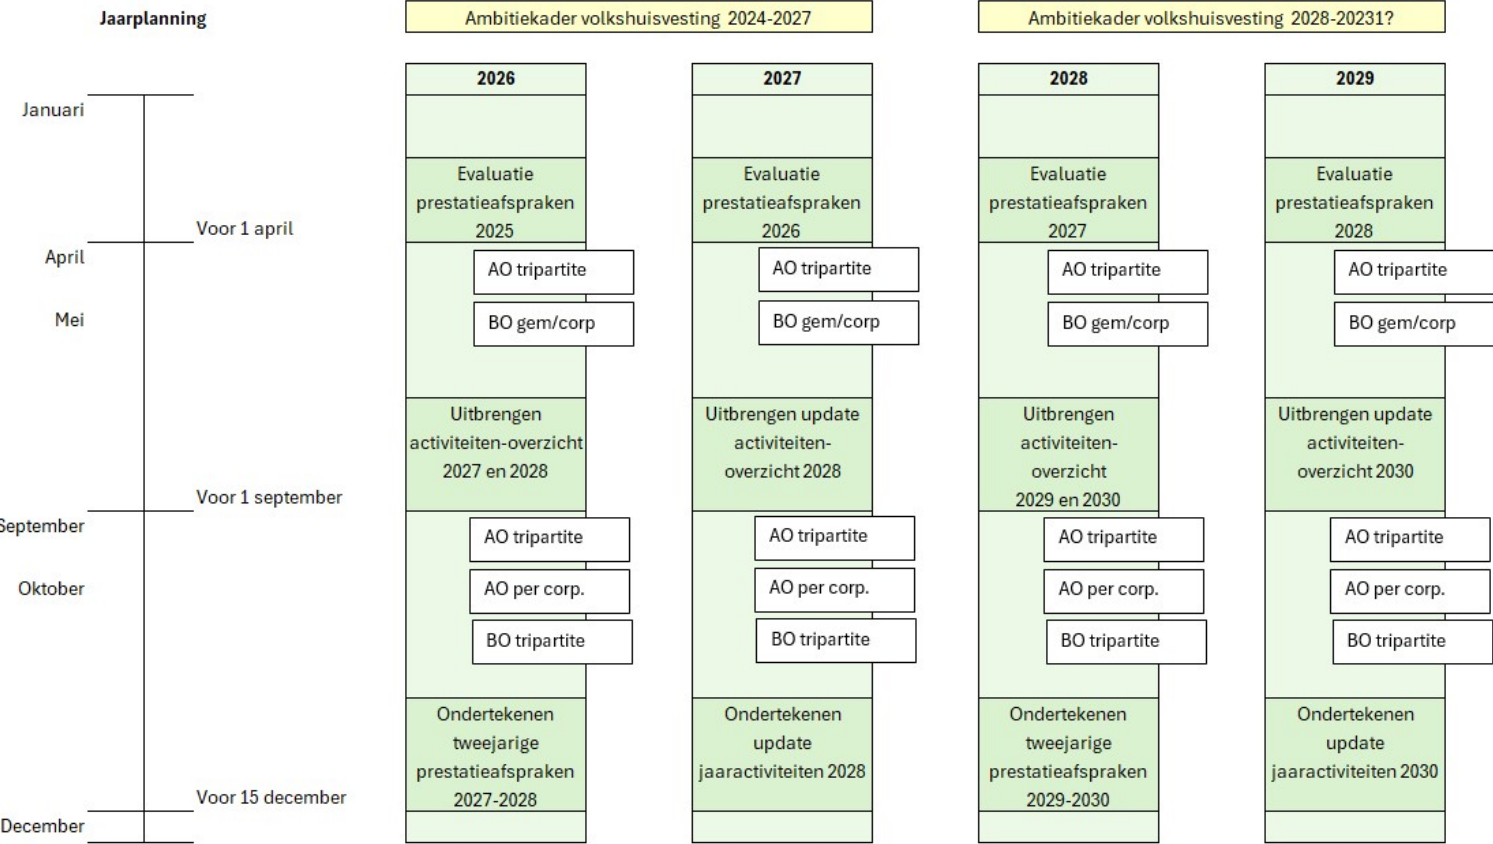 Jaarplanning
Ambitiekader volkshuisvesting 2024-2027
Ambitiekader volkshuisvesting 2028-20231?
2026
2027
2028
2029
Januari
Evaluatie
prestatieafspraken
2025
Evaluatie
prestatieafspraken
2026
Evaluatie
prestatieafspraken
2027
Evaluatie
prestatieafspraken
2028
Voor 1 april
April
AO tripartite
AO tripartite
AO tripartite
AO tripartite
Mei
BO gem/corp
BO gem/corp
BO gem/corp
BO gem/corp
Uitbrengen
activiteiten-overzicht
2027 en 2028
Uitbrengen update
activiteiten-
overzicht 2028
Uitbrengen
activiteiten-
overzicht
2029 en 2030
Uitbrengen update
activiteiten-
overzicht 2030
Voor 1 september
September
AO tripartite
AO tripartite
AO tripartite
AO tripartite
Oktober
AO per corp.
AO per corp.
AO per corp.
AO per corp.
BO tripartite
BO tripartite
BO tripartite
BO tripartite
Ondertekenen
tweejarige
prestatieafspraken
2027-2028
Ondertekenen
update
jaaractiviteiten 2028
Ondertekenen
tweejarige
prestatieafspraken
2029-2030
Ondertekenen
update
jaaractiviteiten 2030
Voor 15 december
December